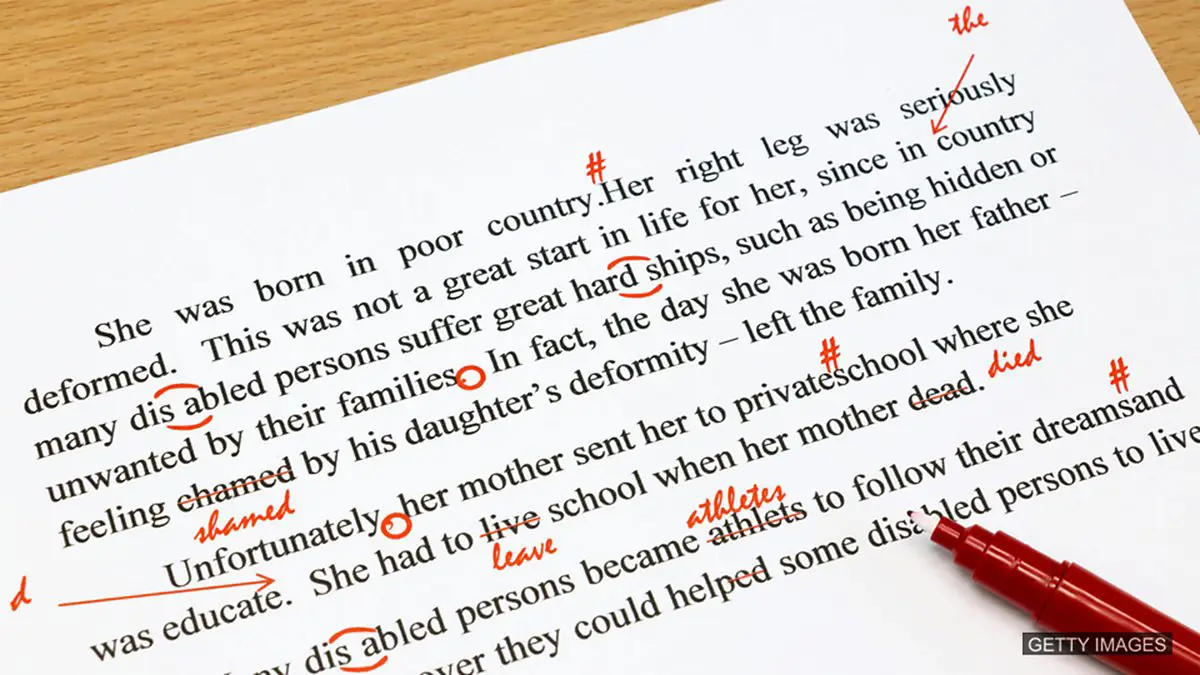 the
#
She was born in poor country.Her right leg was seriously
deformed. This was not a great start in life for her, since in country
many dis abled persons suffer great hard ships, such as being hidden or
unwanted by their families. In fact, the day she was born her father –
feeling chamed by his daughter's deformity – left the family.
shamed
#
Unfortunately, her mother sent her to privateschool where she
died
d
was educate. She had to live school when her mother dead.
leave
athletes
#
dis abled persons became athlets to follow their dreamsand
they could helped some disabled persons to live
GETTY IMAGES